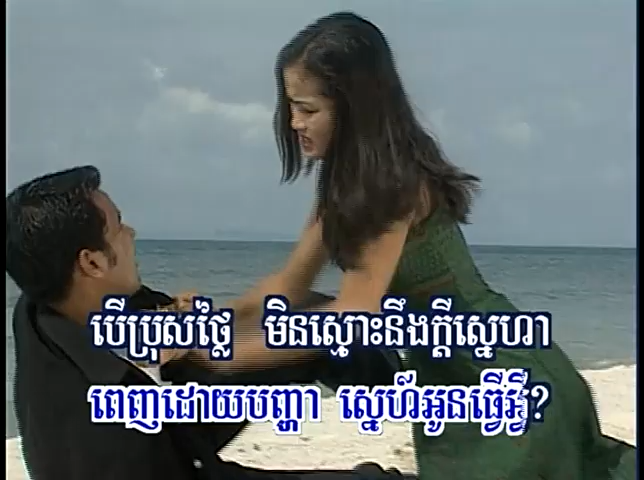 បើប្រុសថ្លៃ មិនស្មោះនឹងក្ដីស្នេហា
ពេញដោយបញ្ហា ស្នេហ៍អូនធ្វើអ្វី?